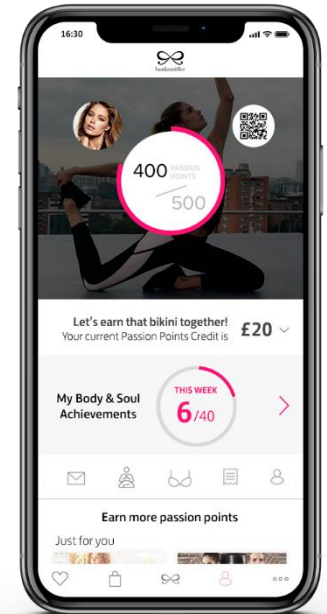 16:30
hunkemöller
400 PASSION
POINTS
500
Let's earn that bikini together!
Your current Passion Points Credit is
£20
My Body & Soul
Achievements
THIS WEEK
6/40
Earn more passion points
Just for you